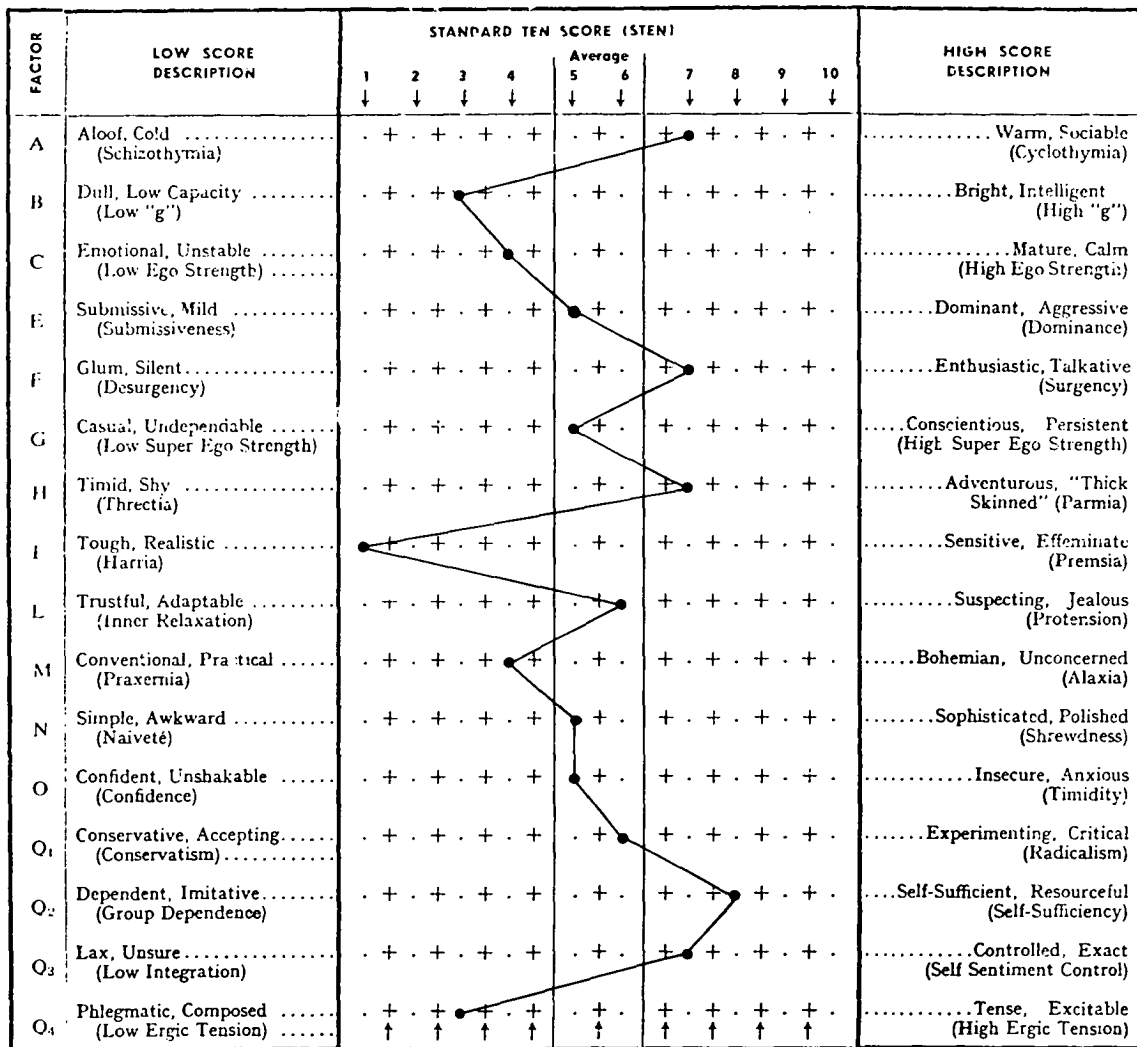 FACTOR
LOW SCORE
DESCRIPTION
STANDARD TEN SCORE (STEN)
Average
1 2 3 4 5 6 7 8 9 10
HIGH SCORE
DESCRIPTION
A Aloof, Cold .............. ............ Warm, Sociable
(Schizothymia) (Cyclothymia)
B Dull, Low Capacity ........ ......... Bright, Intelligent
(Low "g") (High "g")
C Emotional, Unstable ....... ............... Mature, Calm
(Low Ego Strength) ...... (High Ego Strength)
E Submissive, Mild .......... ........ Dominant, Aggressive
(Submissiveness) (Dominance)
F Glum, Silent............... ......Enthusiastic, Talkative
(Desurgency) (Surgency)
G Casual, Undependable ...... ...Conscientious, Persistent
(Low Super Ego Strength) (High Super Ego Strength)
H Timid, Shy ................ ........Adventurous, "Thick
(Threctia) Skinned" (Parmia)
I Tough, Realistic ........... .......Sensitive, Effeminate
(Harria) (Premsia)
L Trustful, Adaptable ........ ........ Suspecting, Jealous
(Inner Relaxation) (Protension)
M Conventional, Practical .... ......Bohemian, Unconcerned
(Praxernia) (Alaxia)
N Simple, Awkward .......... .......Sophisticated, Polished
(Naiveté) (Shrewdness)
O Confident, Unshakable ..... ...........Insecure, Anxious
(Confidence) (Timidity)
Q1 Conservative, Accepting..... ......Experimenting, Critical
(Conservatism) .......... (Radicalism)
Q2 Dependent, Imitative....... ....Self-Sufficient, Resourceful
(Group Dependence) (Self-Sufficiency)
Q3 Lax, Unsure ............... ..........Controlled, Exact
(Low Integration) (Self Sentiment Control)
Q4 Phlegmatic, Composed ..... ............Tense, Excitable
(Low Ergic Tension) ...... (High Ergic Tension)